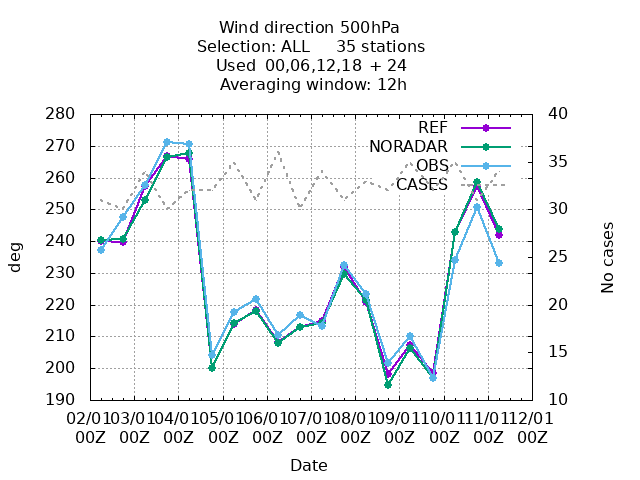 Wind direction 500hPa
Selection: ALL 35 stations
Used 00,06,12,18 + 24
Averaging window: 12h
280 40
REF
270 NORADAR
OBS 35
260 CASES
250 30
240
deg 25 No cases
230
220 20
210
15
200
190 10
02/01 03/01 04/01 05/01 06/01 07/01 08/01 09/01 10/01 11/01 12/01
00Z 00Z 00Z 00Z 00Z 00Z 00Z 00Z 00Z 00Z 00Z
Date